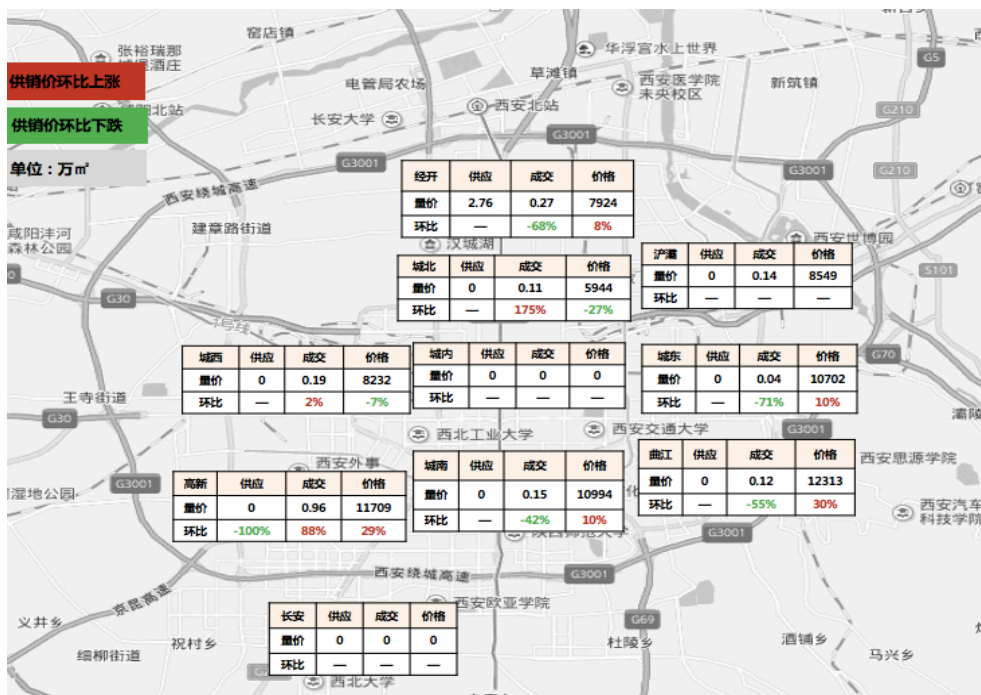 窑店镇
张裕瑞那
城堡酒庄
华浮宫水上世界
草滩镇
G5
供销价环比上涨
电管局农场
西安医学院
未央校区
新筑镇
咸阳北站
西安北站
G210
供销价环比下跌
长安大学
G3001
单位：万㎡
G3001
G3001
G210
西安绕城高速
经开 供应 成交 价格
量价 2.76 0.27 7924
环比 — -68% 8%
咸阳沣河
森林公园
建章路街道
汉城湖
西安世博园
浐灞 供应 成交 价格
量价 0 0.14 8549
环比 — — —
S101
城北 供应 成交 价格
量价 0 0.11 5944
环比 — 175% -27%
G30
1号线
城西 供应 成交 价格
量价 0 0.19 8232
环比 — 2% -7%
城内 供应 成交 价格
量价 0 0 0
环比 — — —
城东 供应 成交 价格
量价 0 0.04 10702
环比 — -71% 10%
G70
王寺街道
G30
西北工业大学
西安交通大学
G3001
灞陵
西安外事
曲江 供应 成交 价格
量价 0 0.12 12313
环比 — -55% 30%
西安思源学院
城南 供应 成交 价格
量价 0 0.15 10994
环比 — -42% 10%
高新 供应 成交 价格
量价 0 0.96 11709
环比 -100% 88% 29%
G3001
湿地公园
化
西安汽车
科技学院
陕西师范大学
G3001
西安绕城高速
G3001
京昆高速
西安欧亚学院
G69
长安 供应 成交 价格
量价 0 0 0
环比 — — —
义井乡
祝村乡
杜陵乡
酒铺乡
细柳街道
马兴乡
西北大学